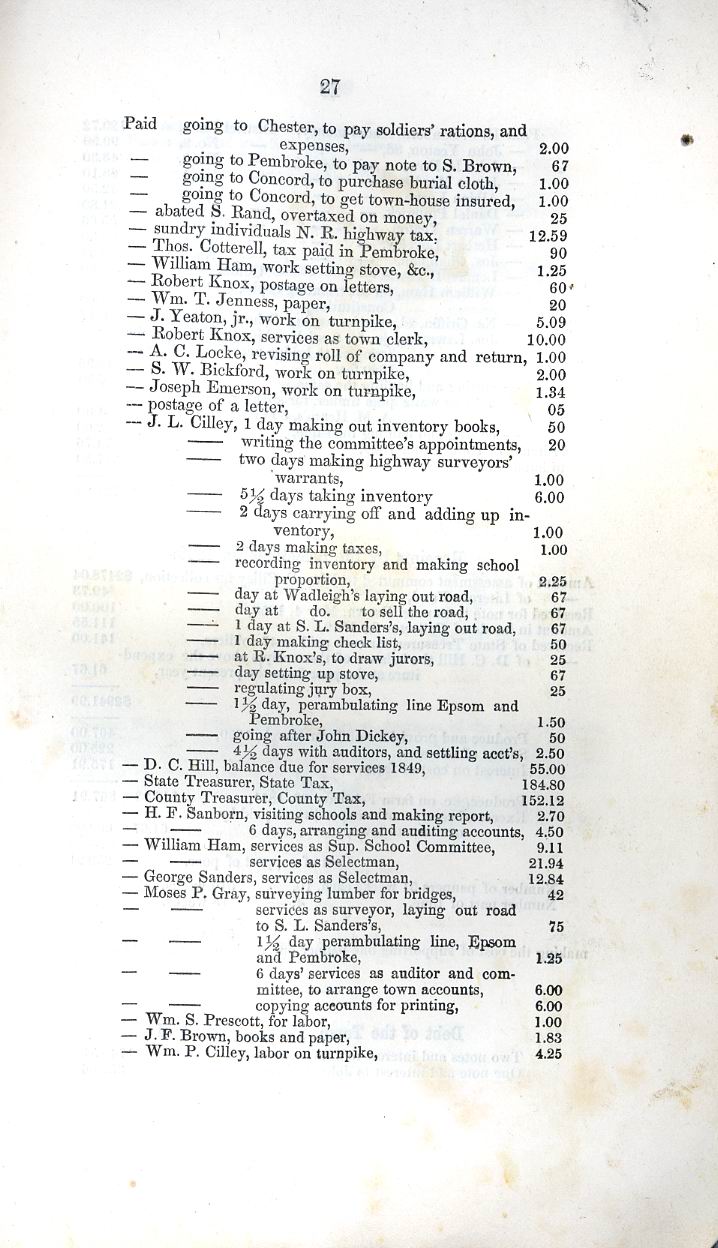 27
Paid going to Chester, to pay soldiers' rations, and
expenses, 2.00
— going to Pembroke, to pay note to S. Brown, 67
— going to Concord, to purchase burial cloth, 1.00
— going to Concord, to get town-house insured, 1.00
— abated S. Rand, overtaxed on money, 25
— sundry individuals N. R. highway tax. 12.59
— Thos. Cotterell, tax paid in Pembroke, 90
— William Ham, work setting stove, &c., 1.25
— Robert Knox, postage on letters, 60
— Wm. T. Jenness, paper, 20
— J. Yeaton, jr., work on turnpike, 5.09
— Robert Knox, services as town clerk, 10.00
— A. C. Locke, revising roll of company and return, 1.00
— S. W. Bickford, work on turnpike, 2.00
— Joseph Emerson, work on turnpike, 1.34
— postage of a letter, 05
— J. L. Cilley, 1 day making out inventory books, 50
—— writing the committee's appointments, 20
—— two days making highway surveyors'
warrants, 1.00
—— 5½ days taking inventory 6.00
—— 2 days carrying off and adding up in-
ventory, 1.00
—— 2 days making taxes, 1.00
—— recording inventory and making school
proportion, 2.25
—— day at Wadleigh's laying out road, 67
—— day at do. to sell the road, 67
—— 1 day at S. L. Sanders's, laying out road, 67
—— 1 day making check list, 50
—— at R. Knox's, to draw jurors, 25
—— day setting up stove, 67
—— regulating jury box, 25
—— 1½ day, perambulating line Epsom and
Pembroke, 1.50
—— going after John Dickey, 50
—— 4½ days with auditors, and settling acct's, 2.50
— D. C. Hill, balance due for services 1849, 55.00
— State Treasurer, State Tax, 184.80
— County Treasurer, County Tax, 152.12
— H. F. Sanborn, visiting schools and making report, 2.70
— —— 6 days, arranging and auditing accounts, 4.50
— William Ham, services as Sup. School Committee, 9.11
— —— services as Selectman, 21.94
— George Sanders, services as Selectman, 12.84
— Moses P. Gray, surveying lumber for bridges, 42
— —— services as surveyor, laying out road
to S. L. Sanders's, 75
— —— 1½ day perambulating line, Epsom
and Pembroke, 1.25
— —— 6 days' services as auditor and com-
mittee, to arrange town accounts, 6.00
— —— copying accounts for printing, 6.00
— Wm. S. Prescott, for labor, 1.00
— J. F. Brown, books and paper, 1.83
— Wm. P. Cilley, labor on turnpike, 4.25